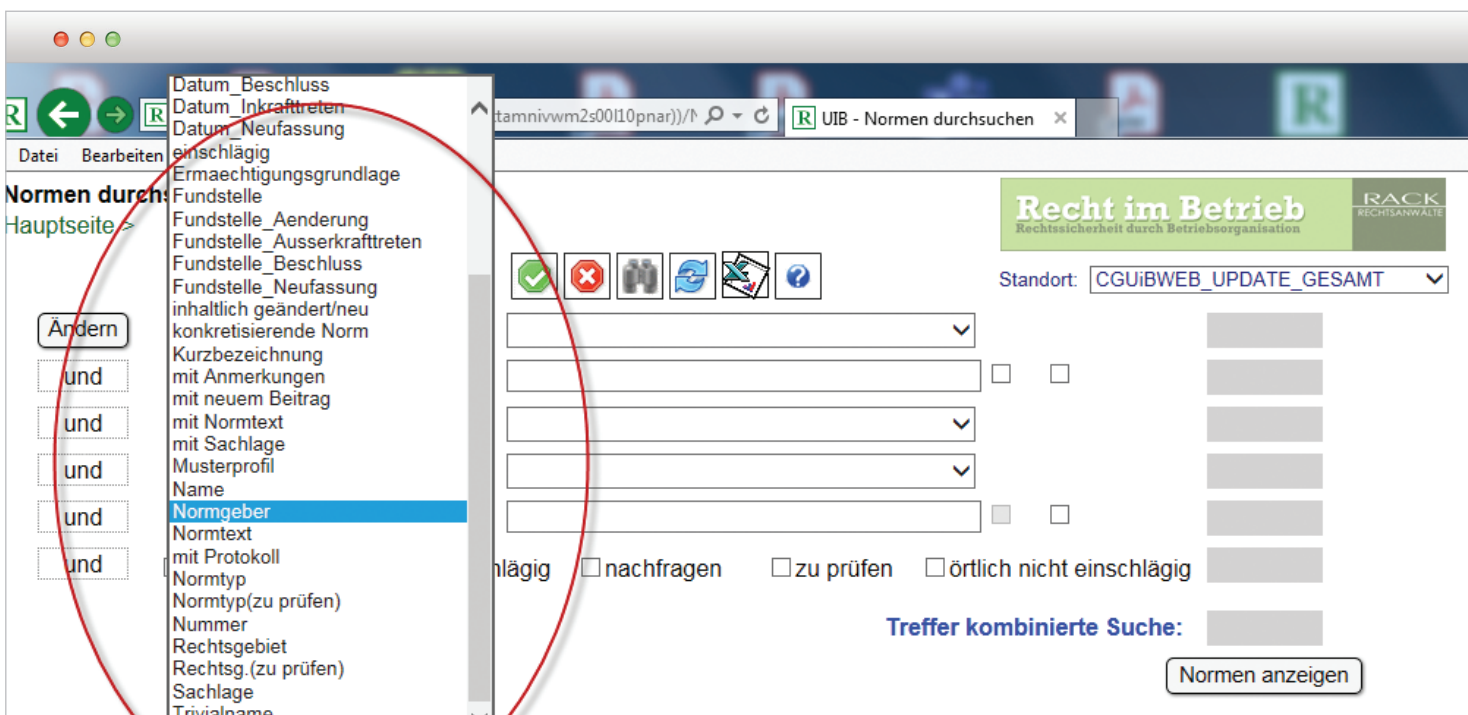 Datum_Beschluss
Datum_Inkrafttreten
Datum_Neufassung
einschlägig
Ermaechtigungsgrundlage
Fundstelle
Fundstelle_Aenderung
Fundstelle_Ausserkrafttreten
Fundstelle_Beschluss
Fundstelle_Neufassung
inhaltlich geändert/neu
konkretisierende Norm
Kurzbezeichnung
mit Anmerkungen
mit neuem Beitrag
mit Normtext
mit Sachlage
Musterprofil
Name
Normgeber
Normtext
mit Protokoll
Normtyp
Normtyp(zu prüfen)
Nummer
Rechtsgebiet
Rechtsg.(zu prüfen)
Sachlage
Trivialname
R
R
R UIB - Normen durchsuchen
R
Datei Bearbeiten
Normen
Hauptseite >
Recht im Betrieb
Rechtssicherheit durch Betriebsorganisation
RACK
RECHTSANWÄLTE
Standort: CGUiBWEB_UPDATE_GESAMT
Ändern
und
und
und
und
und
nachfragen zu prüfen örtlich nicht einschlägig
Treffer kombinierte Suche:
Normen anzeigen